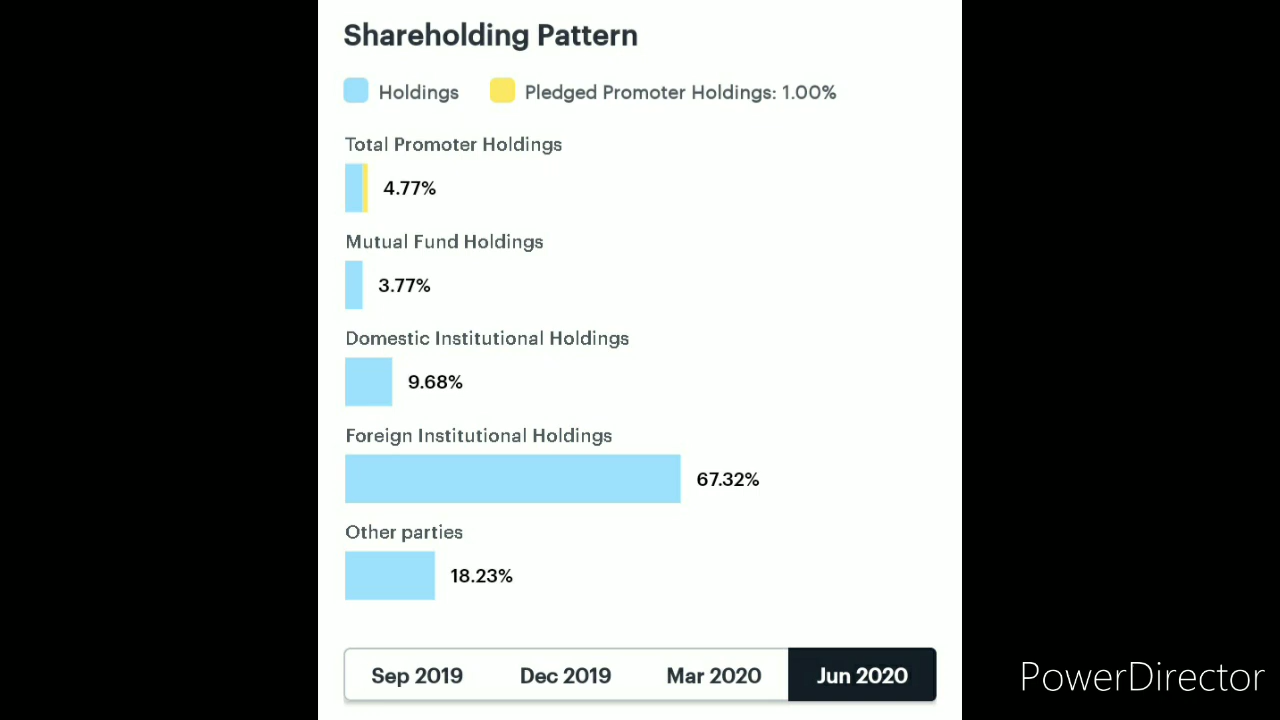 Shareholding Pattern
Holdings Pledged Promoter Holdings: 1.00%
Total Promoter Holdings
4.77%
Mutual Fund Holdings
3.77%
Domestic Institutional Holdings
9.68%
Foreign Institutional Holdings
67.32%
Other parties
18.23%
Sep 2019 Dec 2019 Mar 2020 Jun 2020
PowerDirector